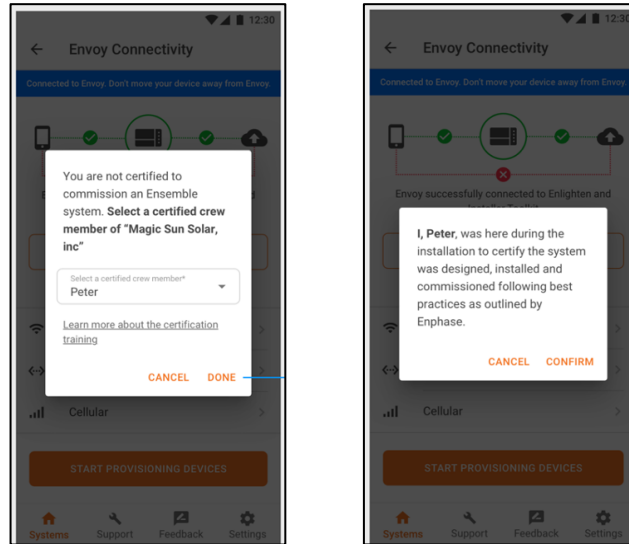 12:30
Envoy Connectivity
Connected to Envoy. Don't move your device away from Envoy.
You are not certified to
commission an Ensemble
system. Select a certified crew
member of "Magic Sun Solar,
inc"
Select a certified crew member*
Peter
Learn more about the certification
training
CANCEL DONE
Cellular
START PROVISIONING DEVICES
Systems Support Feedback Settings
12:30
Envoy Connectivity
Connected to Envoy. Don't move your device away from Envoy.
Envoy successfully connected to Enlighten and
Installer Toolkit
I, Peter, was here during the
installation to certify the system
was designed, installed and
commissioned following best
practices as outlined by
Enphase.
CANCEL CONFIRM
Cellular
START PROVISIONING DEVICES
Systems Support Feedback Settings